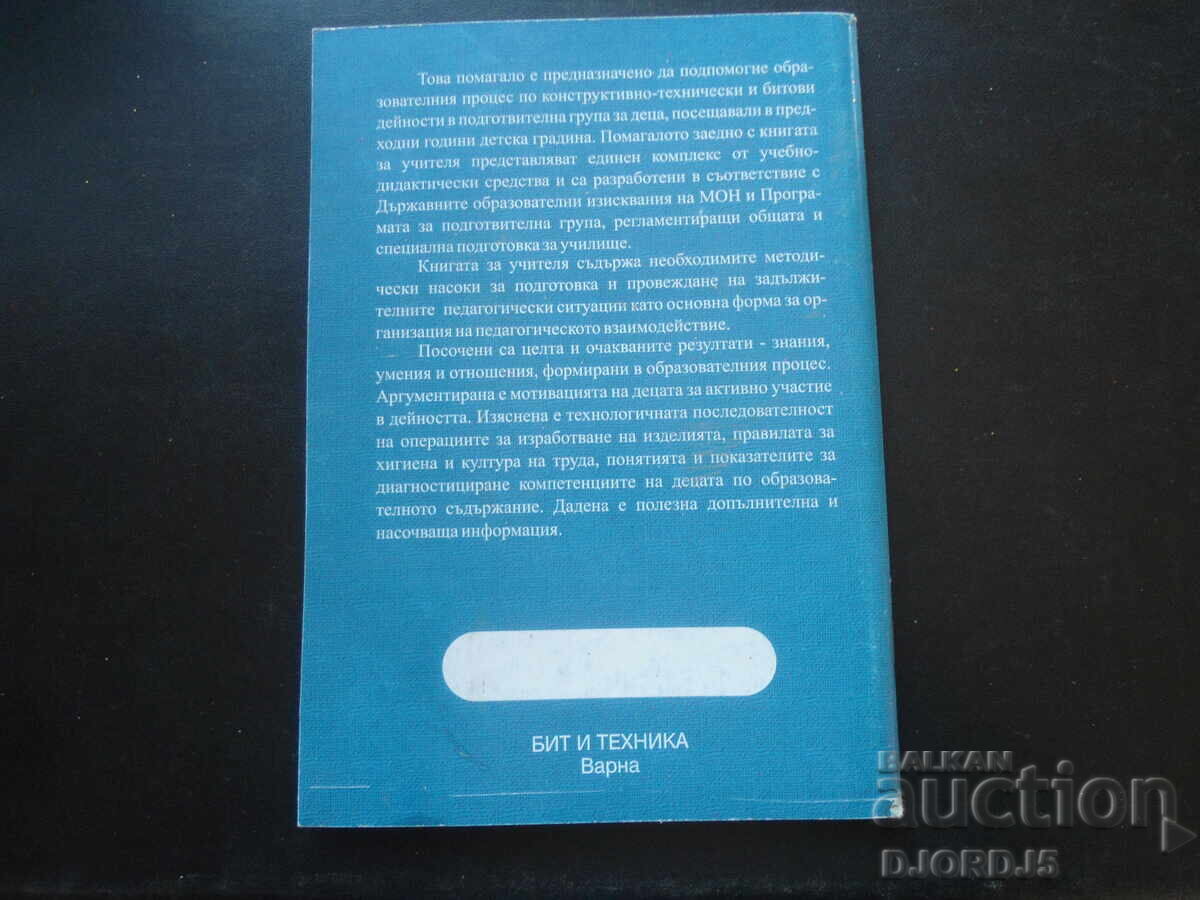 Това помагало е предназначено да подпомогне обра-
зователния процес по конструктивно-технически и битови
дейности в подготвителна група за деца, посещавали в пред-
ходни години детска градина. Помагалото заедно с книгата
за учителя представляват единен комплекс от учебно-
дидактически средства и са разработени в съответствие с
Държавните образователни изисквания на МОН и Програ-
мата за подготвителна група, регламентиращи общата и
специална подготовка за училище.
Книгата за учителя съдържа необходимите методи-
чески насоки за подготовка и провеждане на задължи-
телните педагогически ситуации като основна форма за ор-
ганизация на педагогическото взаимодействие.
Посочени са целта и очакваните резултати - знания,
умения и отношения, формирани в образователния процес.
Аргументирана е мотивацията на децата за активно участие
в дейността. Изяснена е технологичната последователност
на операциите за изработване на изделията, правилата за
хигиена и култура на труда, понятията и показателите за
диагностициране компетенциите на децата по образова-
телното съдържание. Дадена е полезна допълнителна и
насочваща информация.
БИТ И ТЕХНИКА
Варна
BALKAN
auction
DJORDJ5